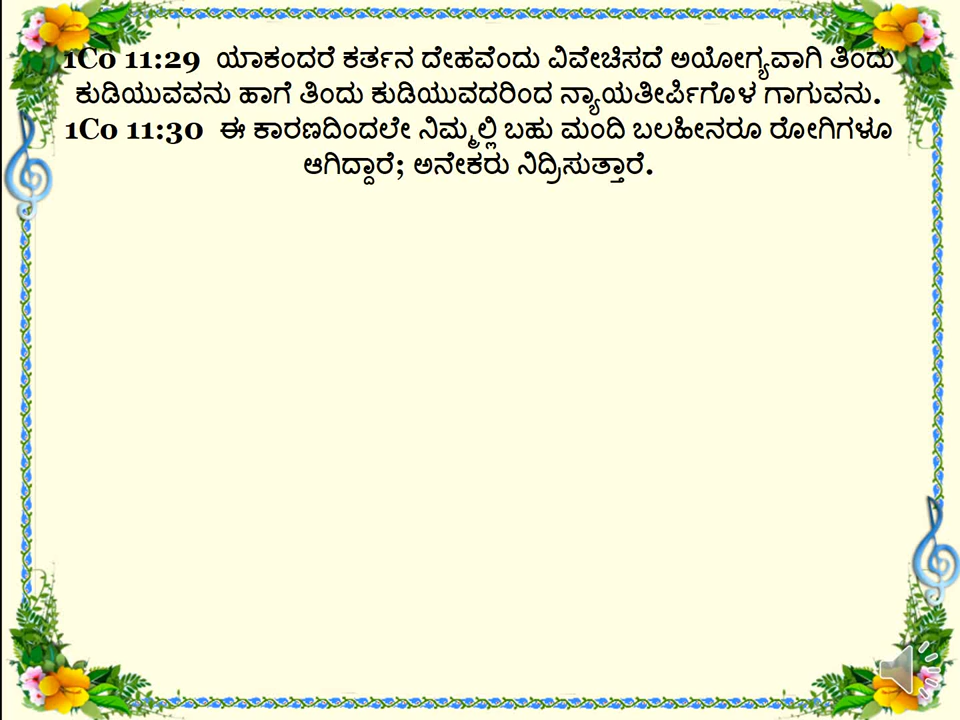 1Co 11:29 ಯಾಕಂದರೆ ಕರ್ತನ ದೇಹವೆಂದು ವಿವೇಚಿಸದೆ ಅಯೋಗ್ಯವಾಗಿ ತಿಂದು
ಕುಡಿಯುವವನು ಹಾಗೆ ತಿಂದು ಕುಡಿಯುವದರಿಂದ ನ್ಯಾಯತೀರ್ಪಿಗೊಳ ಗಾಗುವನು.
1Co 11:30 ಈ ಕಾರಣದಿಂದಲೇ ನಿಮ್ಮಲ್ಲಿ ಬಹು ಮಂದಿ ಬಲಹೀನರೂ ರೋಗಿಗಳೂ
ಆಗಿದ್ದಾರೆ; ಅನೇಕರು ನಿದ್ರಿಸುತ್ತಾರೆ.